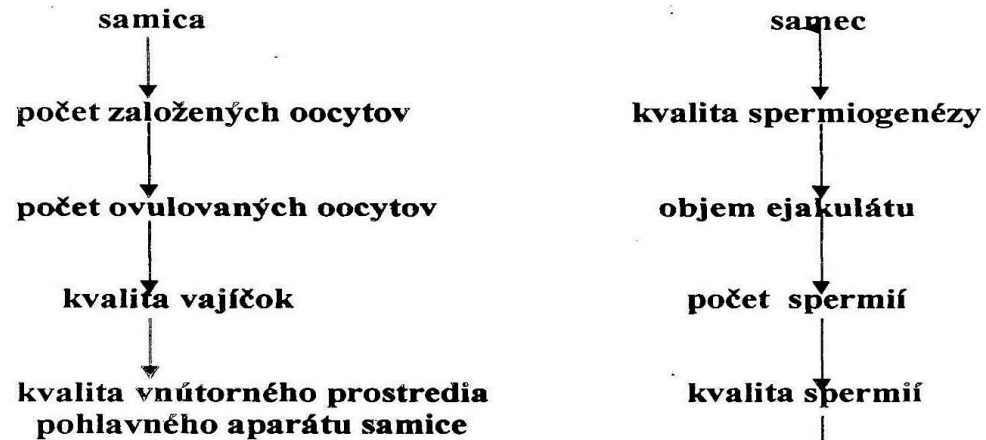 samica
počet založených oocytov
počet ovulovaných oocytov
kvalita vajíčok
kvalita vnútorného prostredia
pohlavného aparátu samice
samec
kvalita spermiogenézy
objem ejakulátu
počet spermií
kvalita spermií